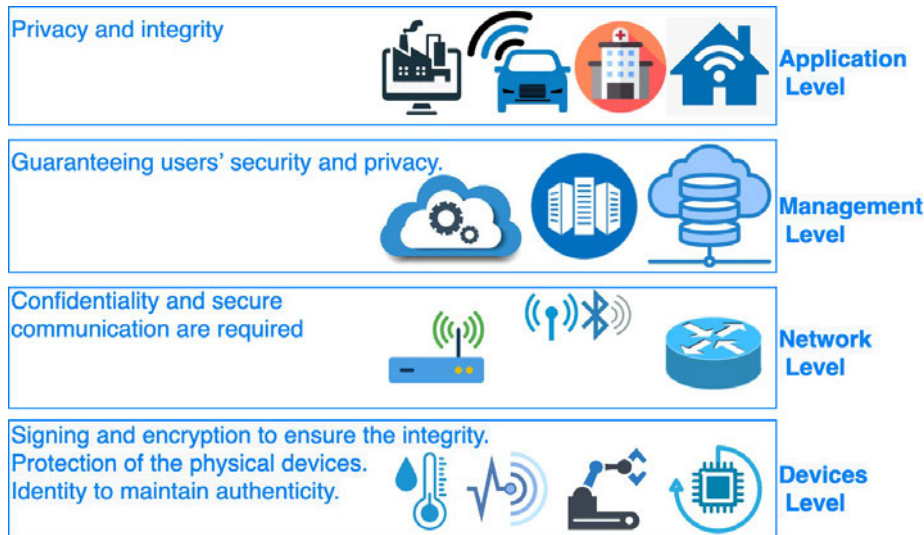 Privacy and integrity
Application
Level
Guaranteeing users' security and privacy.
Management
Level
Confidentiality and secure
communication are required
Network
Level
Signing and encryption to ensure the integrity.
Protection of the physical devices.
Identity to maintain authenticity.
Devices
Level